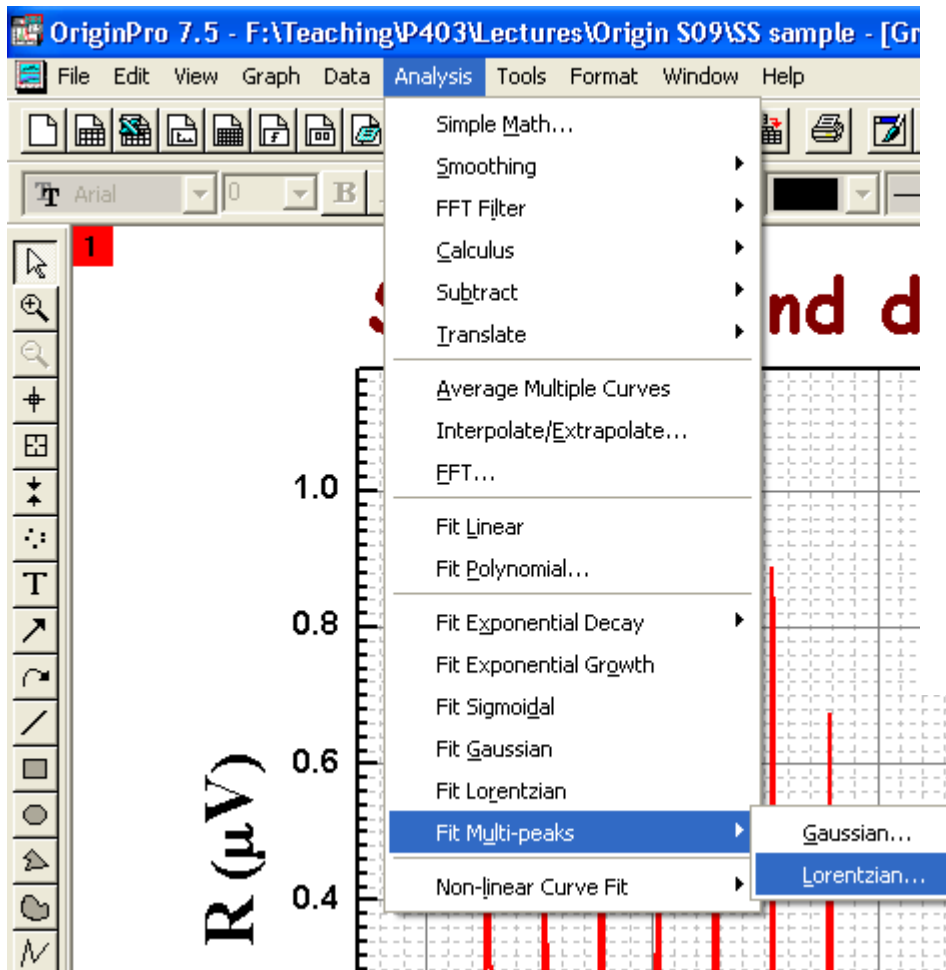 OriginPro 7.5 - F:\Teaching\P403\Lectures\Origin S09\SS sample - [Gr
File Edit View Graph Data Analysis Tools Format Window Help
Arial 0 B
1
Simple Math...
Smoothing
FFT Filter
Calculus
Subtract
Translate
Average Multiple Curves
Interpolate/Extrapolate...
FFT...
Fit Linear
Fit Polynomial...
Fit Exponential Decay
Fit Exponential Growth
Fit Sigmoidal
Fit Gaussian
Fit Lorentzian
Fit Multi-peaks
Non-linear Curve Fit
Gaussian...
Lorentzian...
nd d
1.0
0.8
0.6
0.4
R (μV)
T